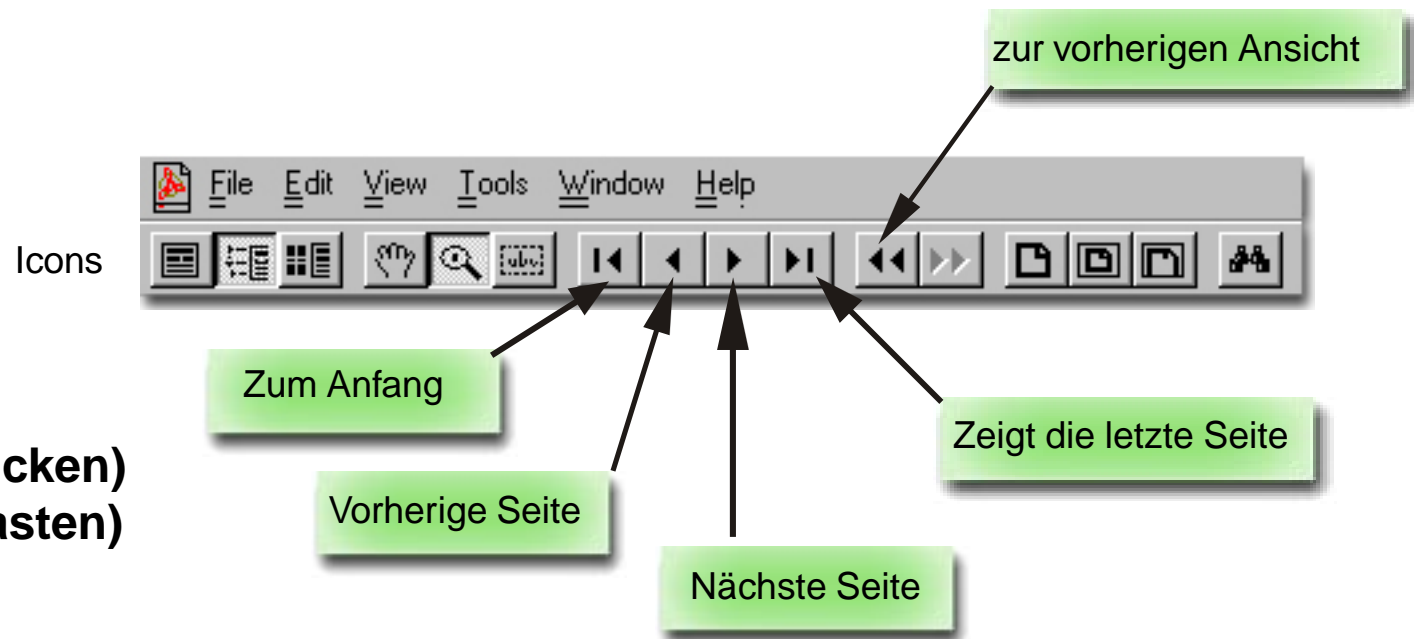 zur vorherigen Ansicht
File Edit View Tools Window Help
Icons
Zum Anfang
Zeigt die letzte Seite
cken)
Vorherige Seite
asten)
Nächste Seite